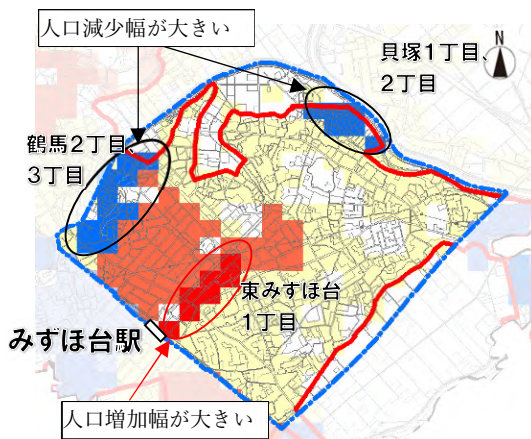 人口減少幅が大きい
貝塚1丁目、
2丁目
N
鶴馬2丁目
3丁目
東みずほ台
1丁目
みずほ台駅
人口増加幅が大きい